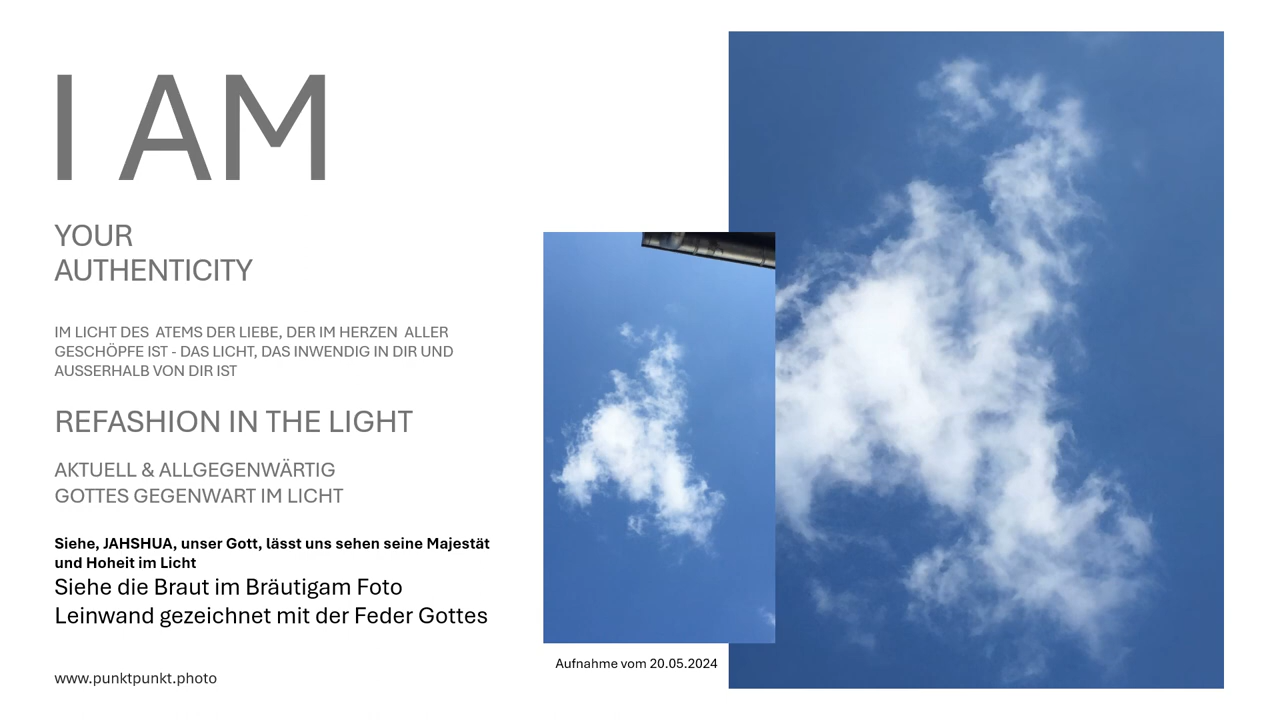 I AM
YOUR
AUTHENTICITY
IM LICHT DES  ATEMS DER LIEBE, DER IM HERZEN  ALLER
GESCHÖPFE IST - DAS LICHT, DAS INWENDIG IN DIR UND
AUSSERHALB VON DIR IST
REFASHION IN THE LIGHT
AKTUELL & ALLGEGENWÄRTIG
GOTTES GEGENWART IM LICHT
Siehe, JAHSHUA, unser Gott, lässt uns sehen seine Majestät
und Hoheit im Licht
Siehe die Braut im Bräutigam Foto
Leinwand gezeichnet mit der Feder Gottes
Aufnahme vom 20.05.2024
www.punktpunkt.photo